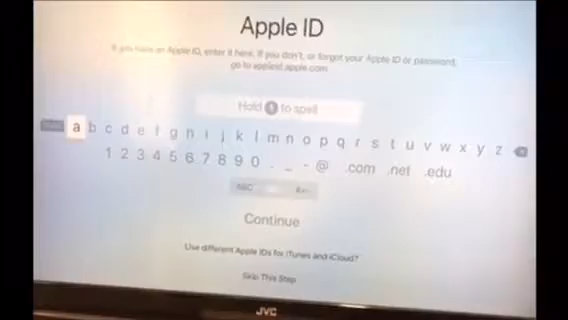 Apple ID
If you have an Apple ID, enter it here. If you don't, or forgot your Apple ID or password,
go to appleid.apple.com
Hold to spell
a b c d e f g h i j k l m n o p q r s t u v w x y z
1 2 3 4 5 6 7 8 9 0 . _ - @ .com .net .edu
ABC
Continue
Use different Apple IDs for iTunes and iCloud?
Skip This Step
JVC